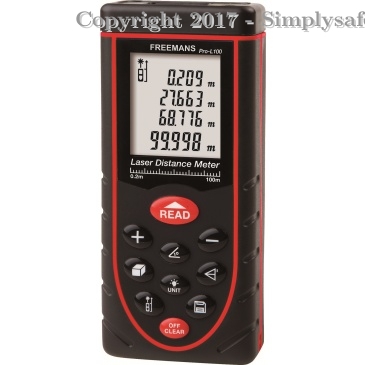 Copyright 2017 - Simplysafe
FREEMANS Pro-L100
0.209 m
27.663 m
68.776 m
99.998 m
Laser Distance Meter
0.2m 100m
READ
+ −
UNIT
OFF
CLEAR